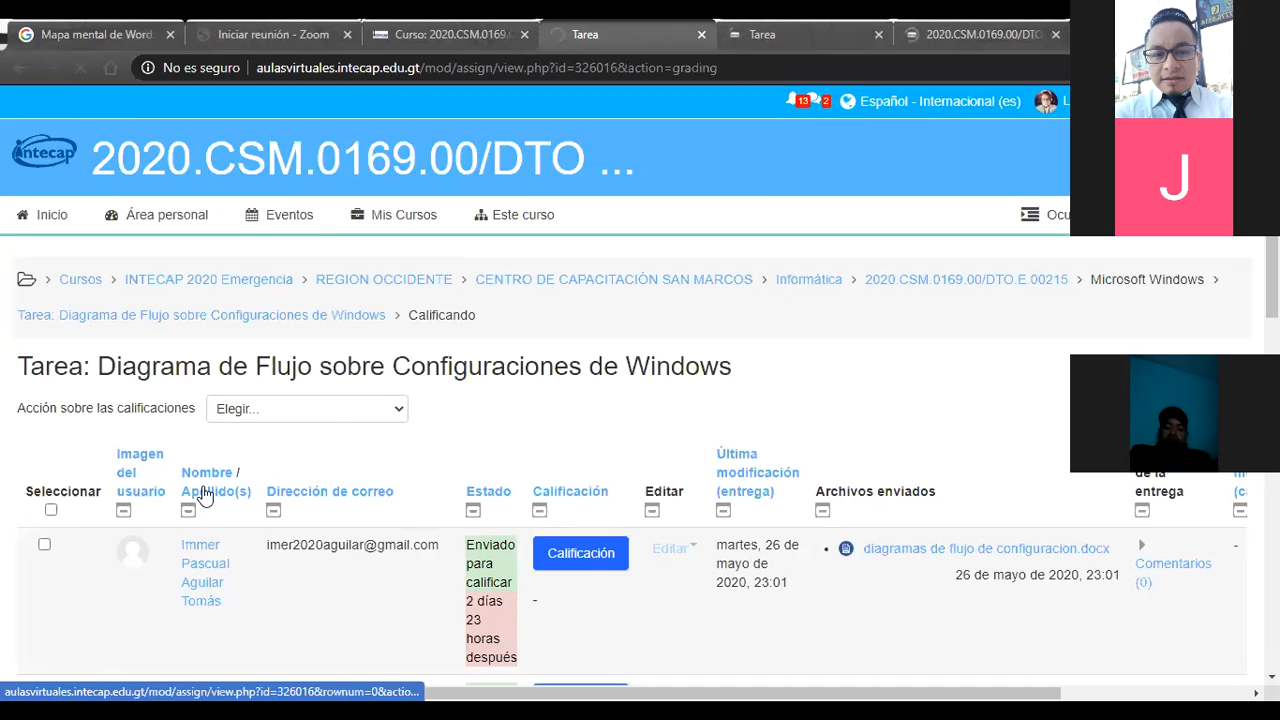 Mapa mental de Word
Iniciar reunión - Zoom
Curso: 2020.CSM.0169
Tarea
Tarea
2020.CSM.0169.00/DTO
No es seguro
aulasvirtuales.intecap.edu.gt/mod/assign/view.php?id=326016&action=grading
13 2 Español - Internacional (es) L
intecap
2020.CSM.0169.00/DTO ...
Inicio
Área personal
Eventos
Mis Cursos
Este curso
Ocu
J
Cursos > INTECAP 2020 Emergencia > REGION OCCIDENTE > CENTRO DE CAPACITACIÓN SAN MARCOS > Informática > 2020.CSM.0169.00/DTO.E.00215 > Microsoft Windows >
Tarea: Diagrama de Flujo sobre Configuraciones de Windows > Calificando
Tarea: Diagrama de Flujo sobre Configuraciones de Windows
Acción sobre las calificaciones
Elegir...
Seleccionar
Imagen
del
usuario
Nombre /
Apellido(s)
Dirección de correo
Estado
Calificación
Editar
Última
modificación
(entrega)
Archivos enviados
de la
entrega
(c
Immer
Pascual
Aguilar
Tomás
imer2020aguilar@gmail.com
Enviado
para
calificar
2 días
23
horas
después
Calificación
-
Editar
martes, 26 de
mayo de
2020, 23:01
diagramas de flujo de configuracion.docx
26 de mayo de 2020, 23:01
Comentarios
(0)
-
aulasvirtuales.intecap.edu.gt/mod/assign/view.php?id=326016&rownum=0&actio...